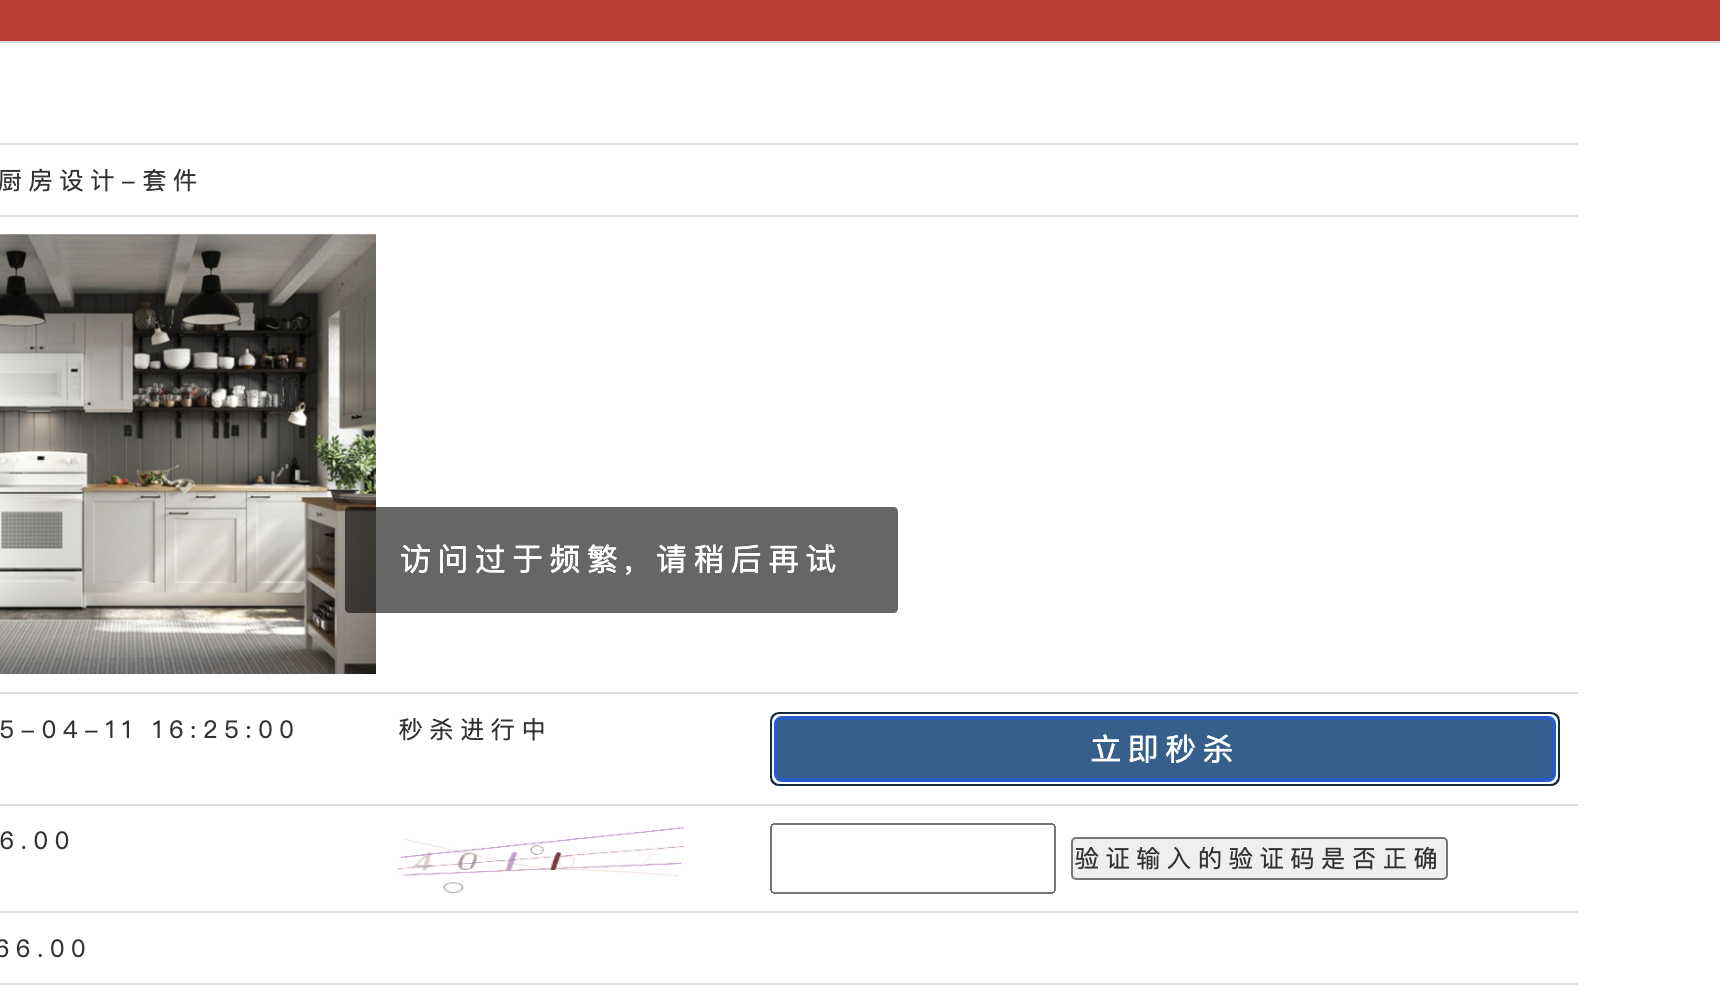 厨房设计-套件
访问过于频繁，请稍后再试
5-04-11 16:25:00 秒杀进行中 立即秒杀
6.00 验证输入的验证码是否正确
66.00